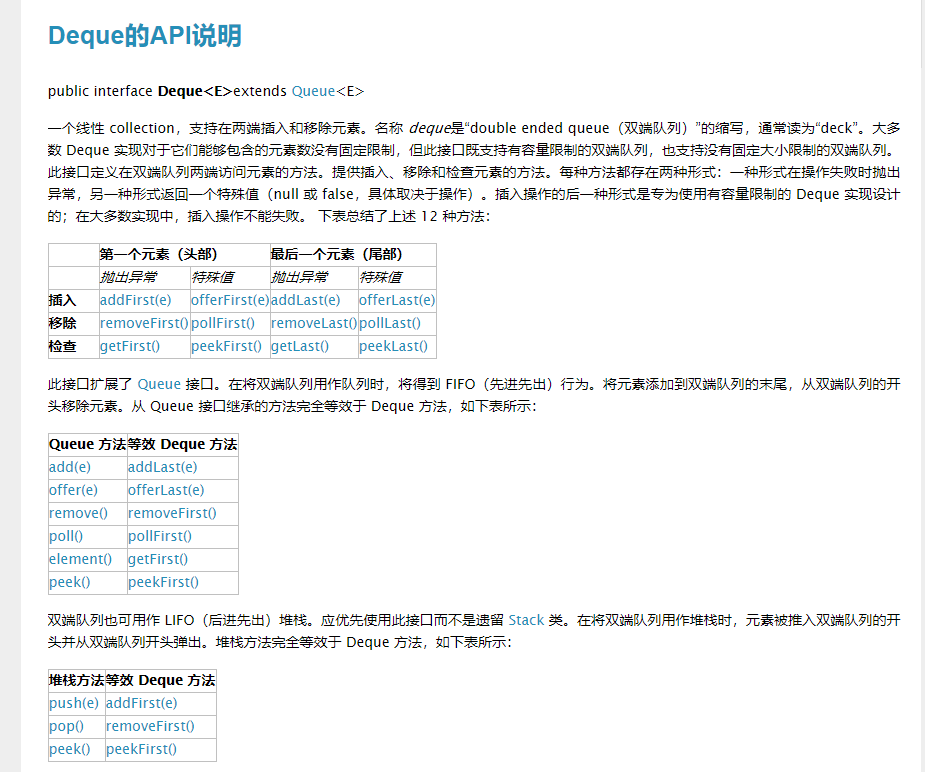 Deque的API说明
public interface Deque<E>extends Queue<E>
一个线性 collection，支持在两端插入和移除元素。名称 deque是“double ended queue（双端队列）”的缩写，通常读为“deck”。大多
数 Deque 实现对于它们能够包含的元素数没有固定限制，但此接口既支持有容量限制的双端队列，也支持没有固定大小限制的双端队列。
此接口定义在双端队列两端访问元素的方法。提供插入、移除和检查元素的方法。每种方法都存在两种形式：一种形式在操作失败时抛出
异常，另一种形式返回一个特殊值（null 或 false，具体取决于操作）。插入操作的后一种形式是专为使用有容量限制的 Deque 实现设计
的；在大多数实现中，插入操作不能失败。 下表总结了上述 12 种方法：
第一个元素（头部） 最后一个元素（尾部）
抛出异常 特殊值 抛出异常 特殊值
插入 addFirst(e) offerFirst(e) addLast(e) offerLast(e)
移除 removeFirst() pollFirst() removeLast() pollLast()
检查 getFirst() peekFirst() getLast() peekLast()
此接口扩展了 Queue 接口。在将双端队列用作队列时，将得到 FIFO（先进先出）行为。将元素添加到双端队列的末尾，从双端队列的开
头移除元素。从 Queue 接口继承的方法完全等效于 Deque 方法，如下表所示：
Queue 方法 等效 Deque 方法
add(e) addLast(e)
offer(e) offerLast(e)
remove() removeFirst()
poll() pollFirst()
element() getFirst()
peek() peekFirst()
双端队列也可用作 LIFO（后进先出）堆栈。应优先使用此接口而不是遗留 Stack 类。在将双端队列用作堆栈时，元素被推入双端队列的开
头并从双端队列开头弹出。堆栈方法完全等效于 Deque 方法，如下表所示：
堆栈方法 等效 Deque 方法
push(e) addFirst(e)
pop() removeFirst()
peek() peekFirst()